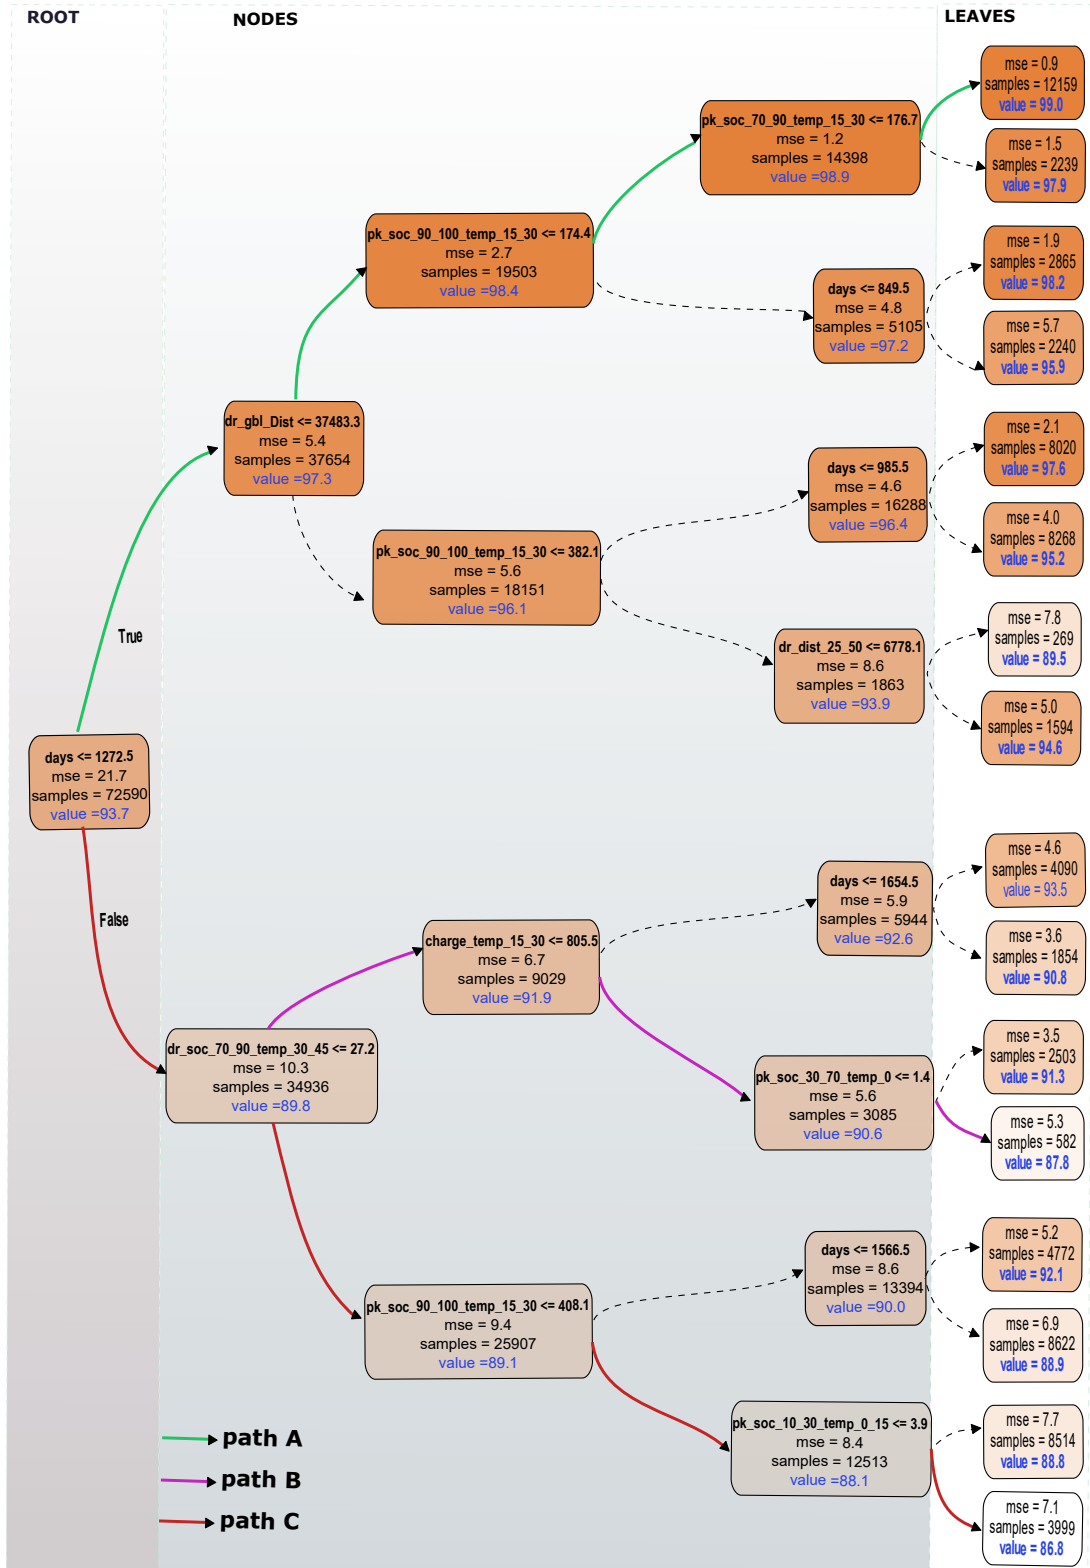 ROOT
NODES
LEAVES
mse = 0.9
samples = 12159
value = 99.0
pk_soc_70_90_temp_15_30 <= 176.7
mse = 1.2
samples = 14398
value =98.9
mse = 1.5
samples = 2239
value = 97.9
pk_soc_90_100_temp_15_30 <= 174.4
mse = 2.7
samples = 19503
value =98.4
mse = 1.9
samples = 2865
value = 98.2
days <= 849.5
mse = 4.8
samples = 5105
value =97.2
mse = 5.7
samples = 2240
value = 95.9
dr_gbl_Dist <= 37483.3
mse = 5.4
samples = 37654
value =97.3
mse = 2.1
samples = 8020
value = 97.6
days <= 985.5
mse = 4.6
samples = 16288
value =96.4
mse = 4.0
samples = 8268
value = 95.2
pk_soc_90_100_temp_15_30 <= 382.1
mse = 5.6
samples = 18151
value =96.1
mse = 7.8
samples = 269
value = 89.5
dr_dist_25_50 <= 6778.1
mse = 8.6
samples = 1863
value =93.9
mse = 5.0
samples = 1594
value = 94.6
True
days <= 1272.5
mse = 21.7
samples = 72590
value =93.7
False
mse = 4.6
samples = 4090
value = 93.5
days <= 1654.5
mse = 5.9
samples = 5944
value =92.6
mse = 3.6
samples = 1854
value = 90.8
charge_temp_15_30 <= 805.5
mse = 6.7
samples = 9029
value =91.9
dr_soc_70_90_temp_30_45 <= 27.2
mse = 10.3
samples = 34936
value =89.8
mse = 3.5
samples = 2503
value = 91.3
pk_soc_30_70_temp_0 <= 1.4
mse = 5.6
samples = 3085
value =90.6
mse = 5.3
samples = 582
value = 87.8
mse = 5.2
samples = 4772
value = 92.1
days <= 1566.5
mse = 8.6
samples = 13394
value =90.0
mse = 6.9
samples = 8622
value = 88.9
pk_soc_90_100_temp_15_30 <= 408.1
mse = 9.4
samples = 25907
value =89.1
mse = 7.7
samples = 8514
value = 88.8
pk_soc_10_30_temp_0_15 <= 3.9
mse = 8.4
samples = 12513
value =88.1
mse = 7.1
samples = 3999
value = 86.8
path A
path B
path C